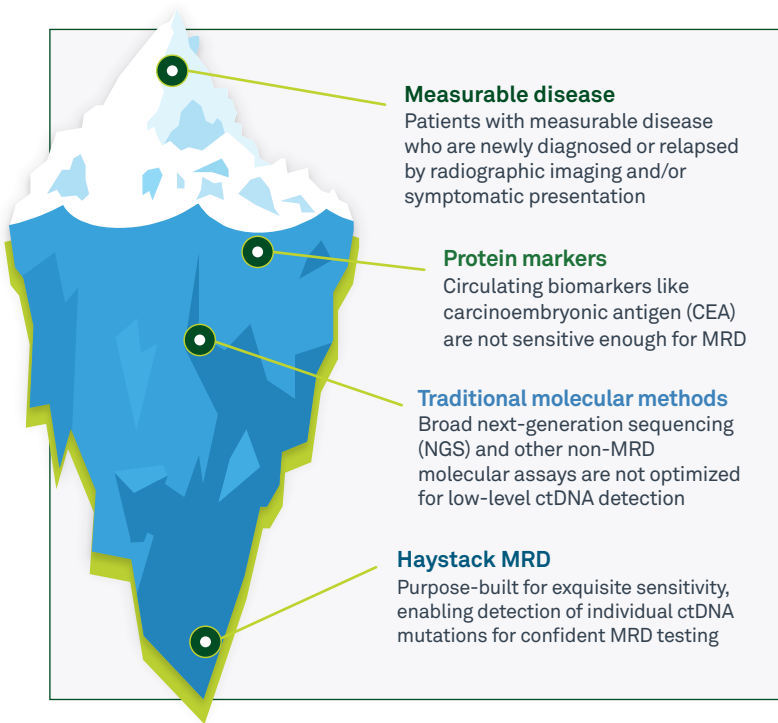 Measurable disease
Patients with measurable disease
who are newly diagnosed or relapsed
by radiographic imaging and/or
symptomatic presentation
Protein markers
Circulating biomarkers like
carcinoembryonic antigen (CEA)
are not sensitive enough for MRD
Traditional molecular methods
Broad next-generation sequencing
(NGS) and other non-MRD
molecular assays are not optimized
for low-level ctDNA detection
Haystack MRD
Purpose-built for exquisite sensitivity,
enabling detection of individual ctDNA
mutations for confident MRD testing